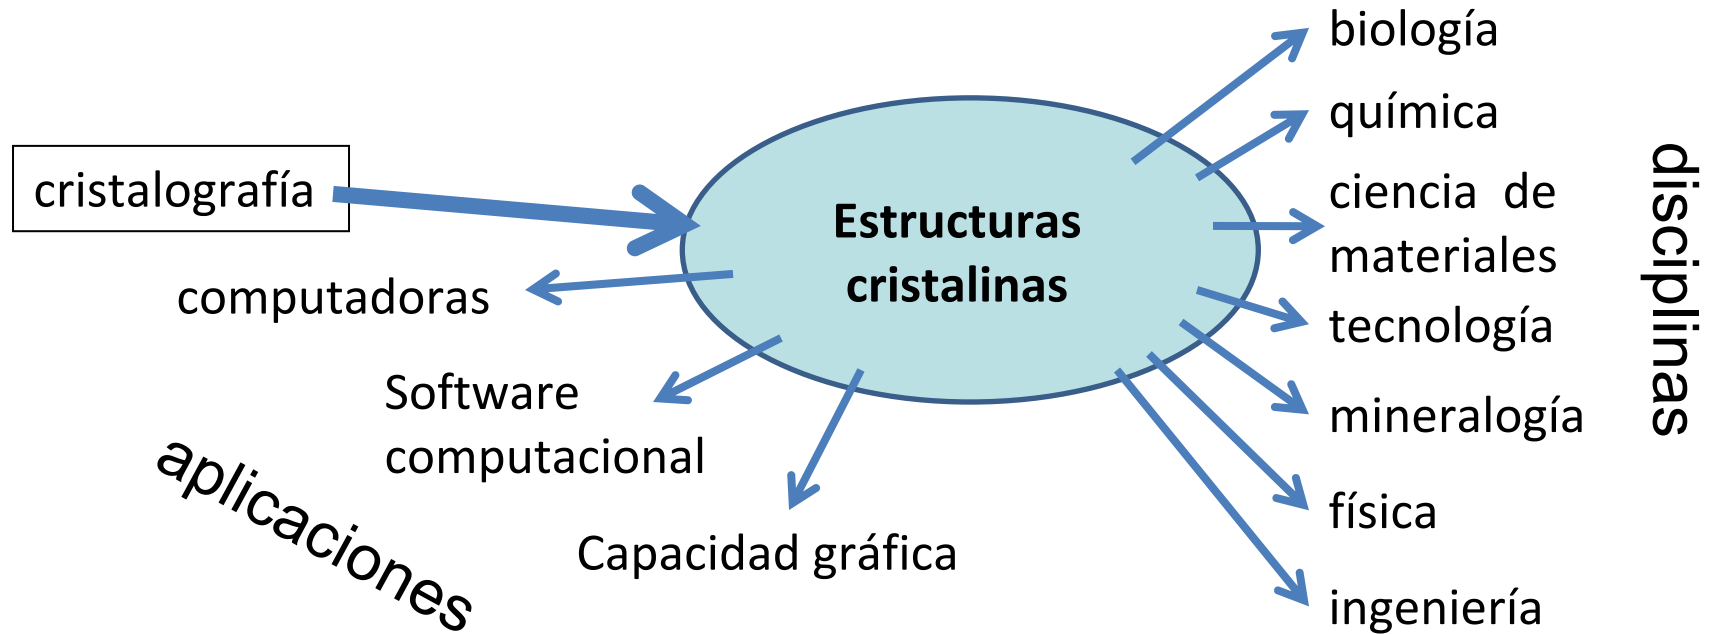 cristalografía
Estructuras
cristalinas
computadoras
Software
computacional
Capacidad gráfica
aplicaciones
biología
química
ciencia de
materiales
tecnología
mineralogía
física
ingeniería
disciplinas